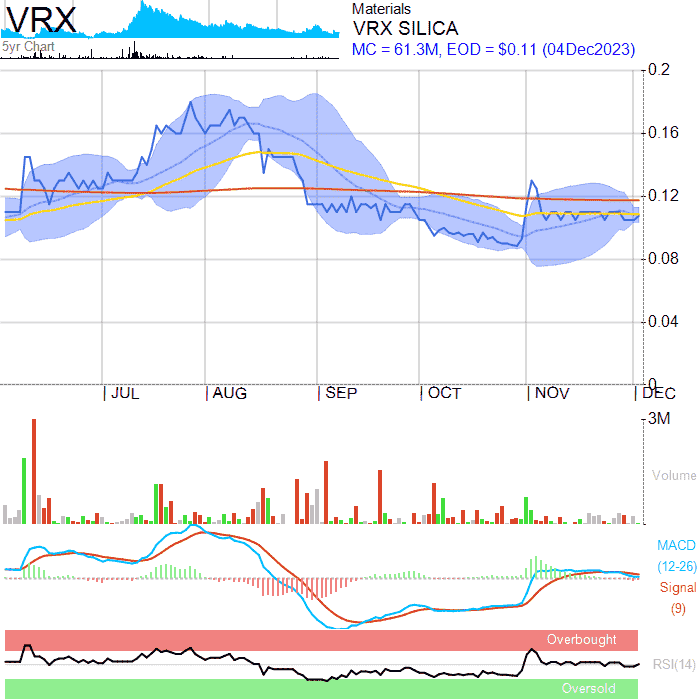 VRX
5yr Chart
Materials
VRX SILICA
MC = 61.3M, EOD = $0.11 (04Dec2023)
0.2
0.16
0.12
0.08
0.04
0
JUL AUG SEP OCT NOV DEC
3M
Volume
MACD
(12-26)
Signal
(9)
Overbought
RSI(14)
Oversold